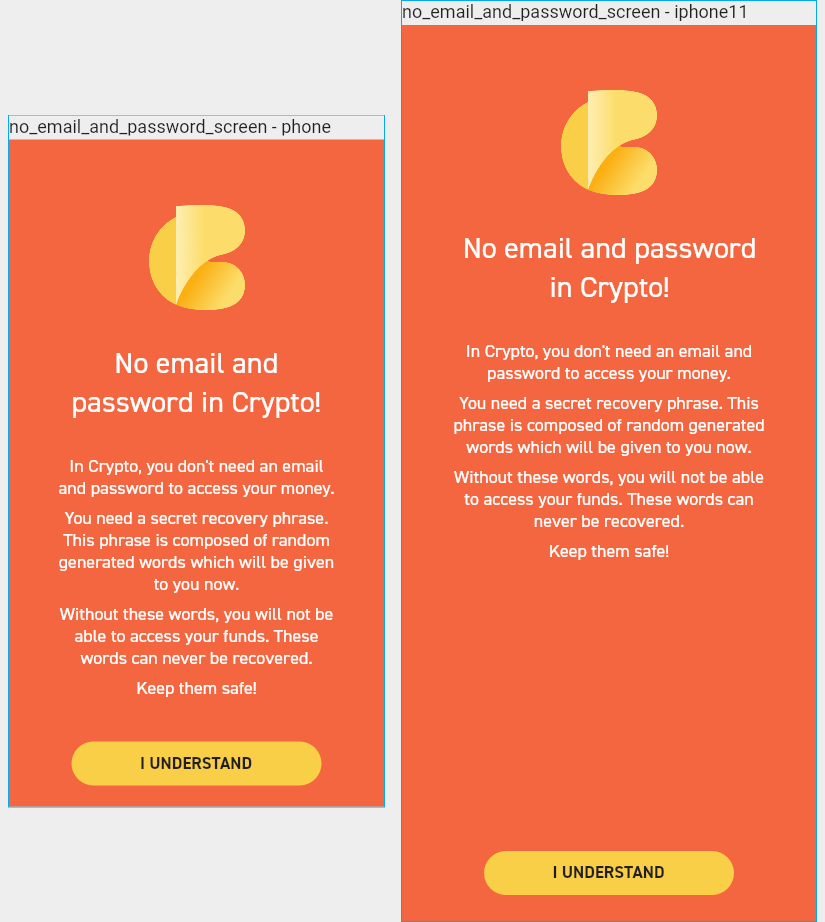 no_email_and_password_screen - phone
No email and
password in Crypto!
In Crypto, you don't need an email
and password to access your money.
You need a secret recovery phrase.
This phrase is composed of random
generated words which will be given
to you now.
Without these words, you will not be
able to access your funds. These
words can never be recovered.
Keep them safe!
I UNDERSTAND
no_email_and_password_screen - iphone11
No email and password
in Crypto!
In Crypto, you don't need an email and
password to access your money.
You need a secret recovery phrase. This
phrase is composed of random generated
words which will be given to you now.
Without these words, you will not be able
to access your funds. These words can
never be recovered.
Keep them safe!
I UNDERSTAND